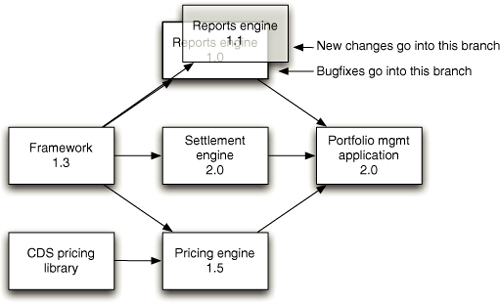 Reports engine
1.1
Reports engine
1.0
New changes go into this branch
Bugfixes go into this branch
Framework
1.3
Settlement
engine
2.0
Portfolio mgmt
application
2.0
CDS pricing
library
Pricing engine
1.5